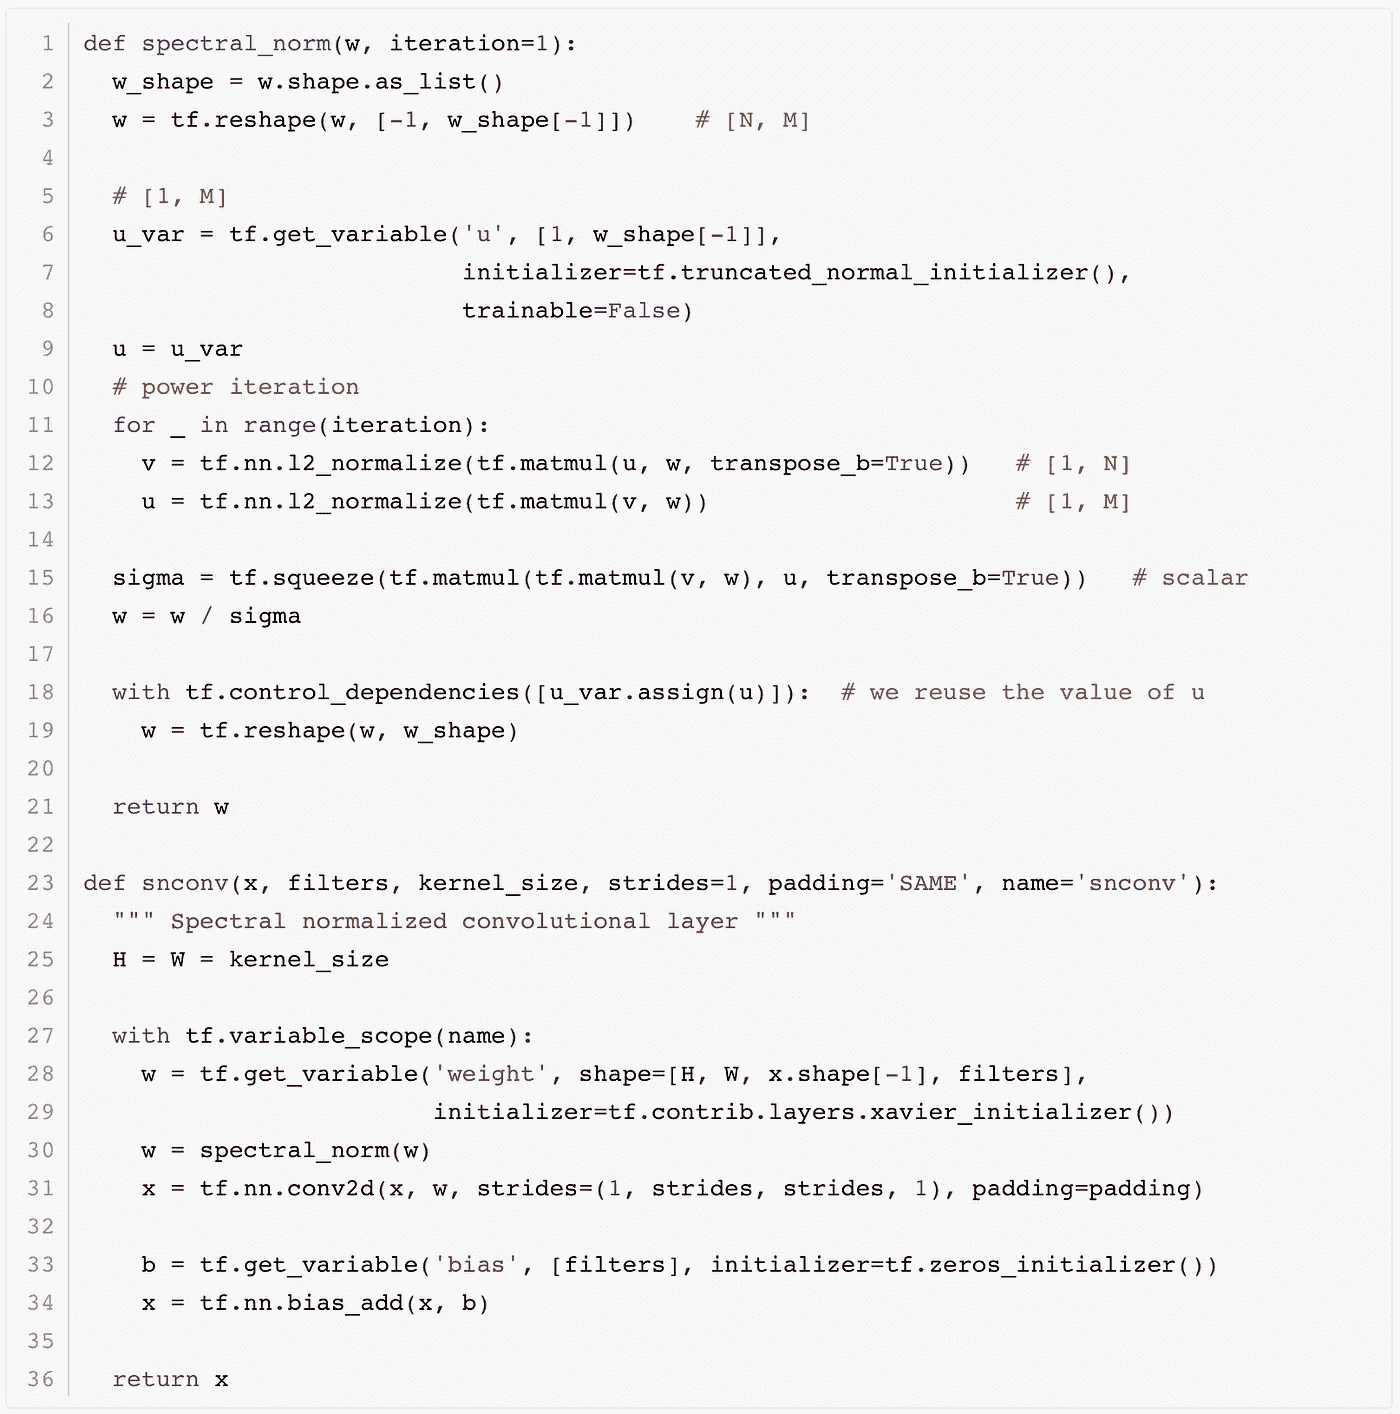 1 def spectral_norm(w, iteration=1):
2   w_shape = w.shape.as_list()
3   w = tf.reshape(w, [-1, w_shape[-1]])    # [N, M]
4
5   # [1, M]
6   u_var = tf.get_variable('u', [1, w_shape[-1]],
7                           initializer=tf.truncated_normal_initializer(),
8                           trainable=False)
9   u = u_var
10   # power iteration
11   for _ in range(iteration):
12     v = tf.nn.l2_normalize(tf.matmul(u, w, transpose_b=True))   # [1, N]
13     u = tf.nn.l2_normalize(tf.matmul(v, w))                     # [1, M]
14
15   sigma = tf.squeeze(tf.matmul(tf.matmul(v, w), u, transpose_b=True))   # scalar
16   w = w / sigma
17
18   with tf.control_dependencies([u_var.assign(u)]):  # we reuse the value of u
19     w = tf.reshape(w, w_shape)
20
21   return w
22
23 def snconv(x, filters, kernel_size, strides=1, padding='SAME', name='snconv'):
24   """ Spectral normalized convolutional layer """
25   H = W = kernel_size
26
27   with tf.variable_scope(name):
28     w = tf.get_variable('weight', shape=[H, W, x.shape[-1], filters],
29                         initializer=tf.contrib.layers.xavier_initializer())
30     w = spectral_norm(w)
31     x = tf.nn.conv2d(x, w, strides=(1, strides, strides, 1), padding=padding)
32
33     b = tf.get_variable('bias', [filters], initializer=tf.zeros_initializer())
34     x = tf.nn.bias_add(x, b)
35
36   return x